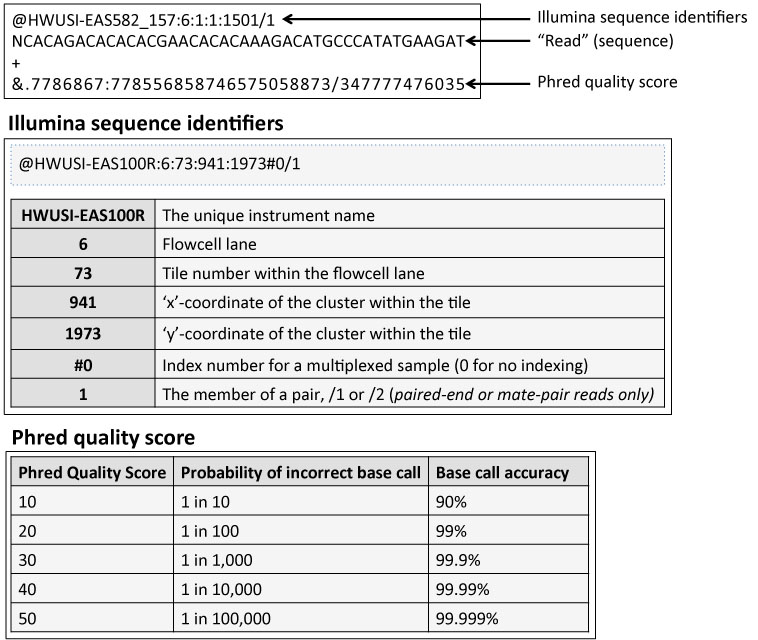 @HWUSI-EAS582_157:6:1:1:1501/1 Illumina sequence identifiers
NCACAGACACACACGAACACACAAAGACATGCCCATATGAAGAT “Read” (sequence)
+
&.7786867:778556858746575058873/347777476035 Phred quality score
Illumina sequence identifiers
@HWUSI-EAS100R:6:73:941:1973#0/1
HWUSI-EAS100R The unique instrument name
6 Flowcell lane
73 Tile number within the flowcell lane
941 ‘x’-coordinate of the cluster within the tile
1973 ‘y’-coordinate of the cluster within the tile
#0 Index number for a multiplexed sample (0 for no indexing)
1 The member of a pair, /1 or /2 (paired-end or mate-pair reads only)
Phred quality score
Phred Quality Score Probability of incorrect base call Base call accuracy
10 1 in 10 90%
20 1 in 100 99%
30 1 in 1,000 99.9%
40 1 in 10,000 99.99%
50 1 in 100,000 99.999%